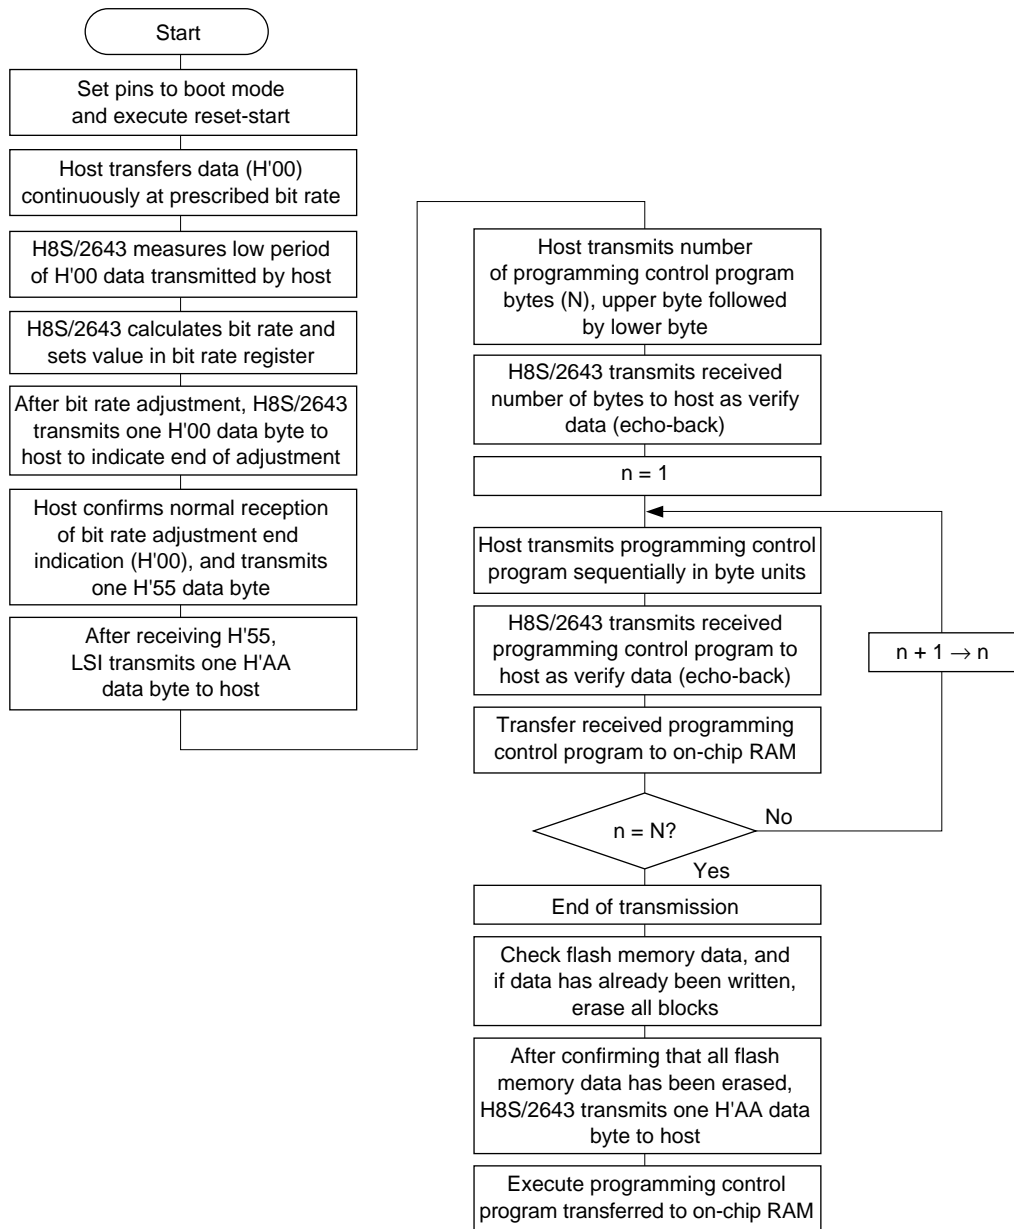 Start
Set pins to boot mode
and execute reset-start
Host transfers data (H'00)
continuously at prescribed bit rate
H8S/2643 measures low period
of H'00 data transmitted by host
H8S/2643 calculates bit rate and
sets value in bit rate register
After bit rate adjustment, H8S/2643
transmits one H'00 data byte to
host to indicate end of adjustment
Host confirms normal reception
of bit rate adjustment end
indication (H'00), and transmits
one H'55 data byte
After receiving H'55,
LSI transmits one H'AA
data byte to host
Host transmits number
of programming control program
bytes (N), upper byte followed
by lower byte
H8S/2643 transmits received
number of bytes to host as verify
data (echo-back)
n = 1
Host transmits programming control
program sequentially in byte units
H8S/2643 transmits received
programming control program to
host as verify data (echo-back)
n + 1 → n
Transfer received programming
control program to on-chip RAM
n = N?
No
Yes
End of transmission
Check flash memory data, and
if data has already been written,
erase all blocks
After confirming that all flash
memory data has been erased,
H8S/2643 transmits one H'AA data
byte to host
Execute programming control
program transferred to on-chip RAM